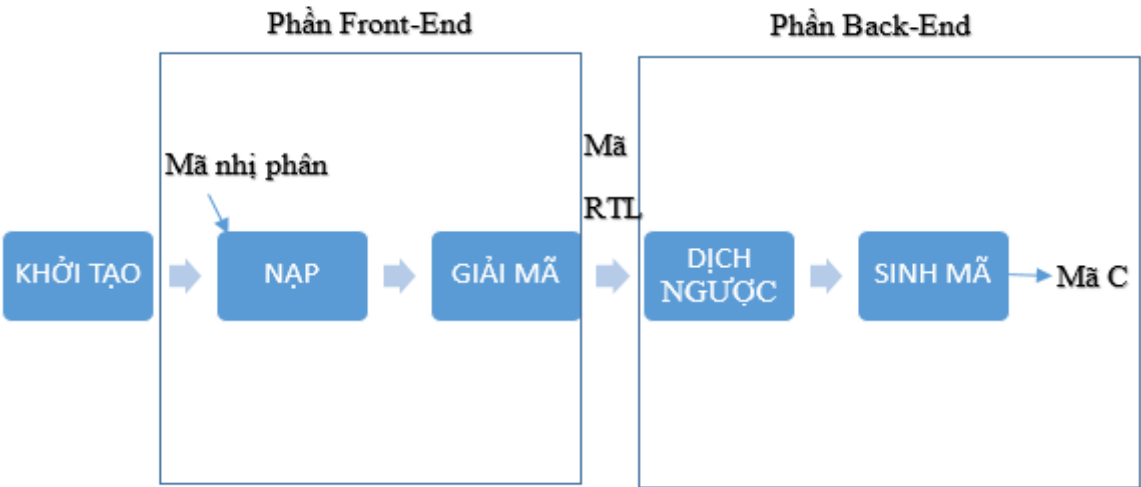 Phần Front-End
Phần Back-End
Mã nhị phân
Mã
RTL
KHỞI TẠO
NẠP
GIẢI MÃ
DỊCH
NGƯỢC
SINH MÃ
Mã C